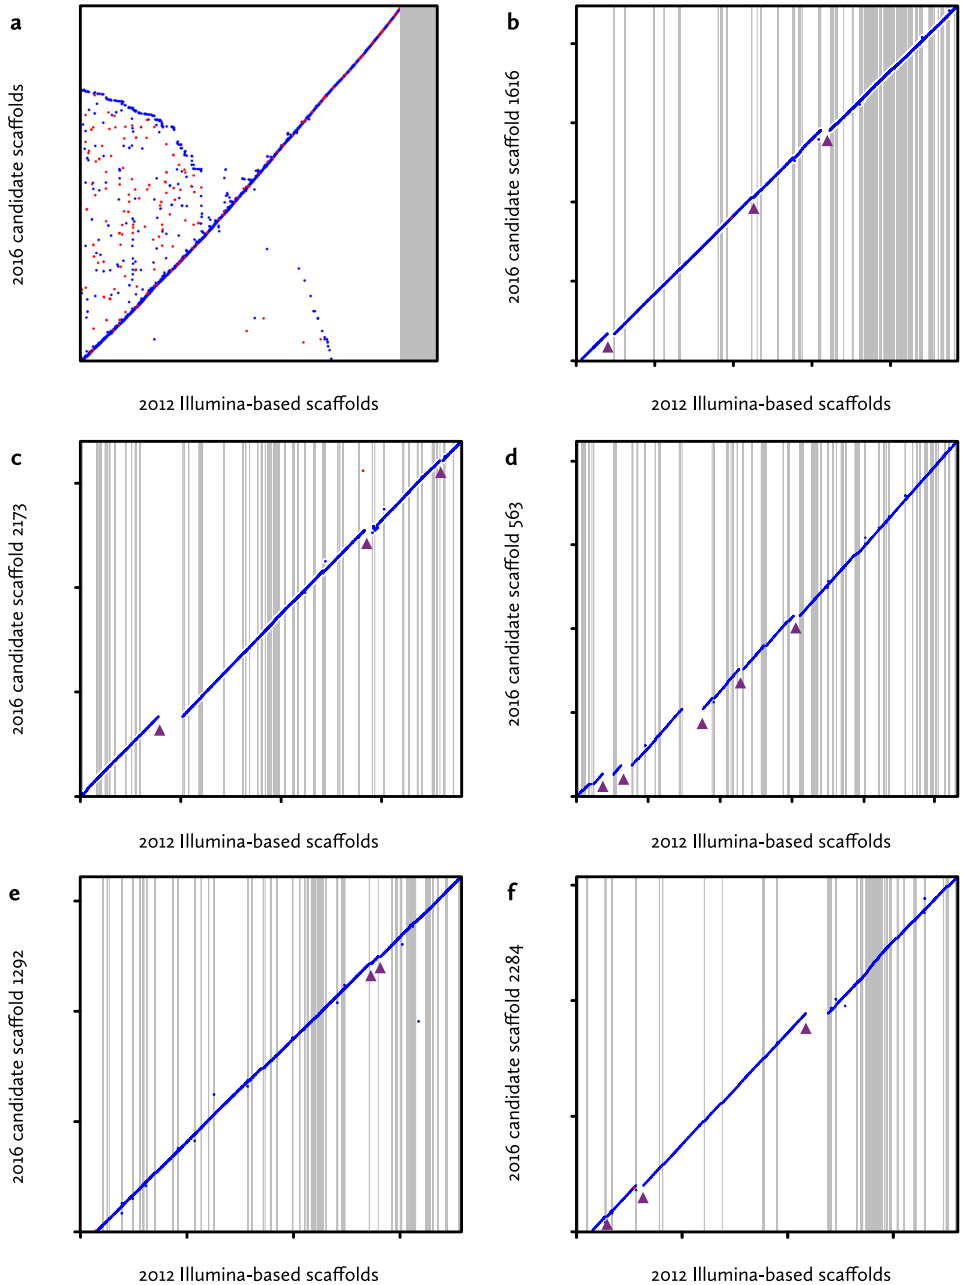 a
2016 candidate scaffolds
2012 Illumina-based scaffolds
b
2016 candidate scaffold 1616
2012 Illumina-based scaffolds
c
2016 candidate scaffold 2173
2012 Illumina-based scaffolds
d
2016 candidate scaffold 563
2012 Illumina-based scaffolds
e
2016 candidate scaffold 1292
2012 Illumina-based scaffolds
f
2016 candidate scaffold 2284
2012 Illumina-based scaffolds